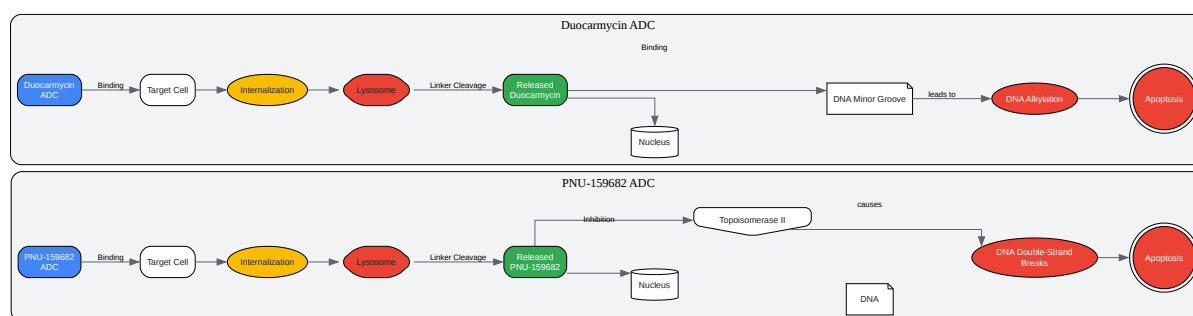 Duocarmycin ADC
Binding
Duocarmycin
ADC
Binding
Target Cell
Internalization
Lysosome
Linker Cleavage
Released
Duocarmycin
DNA Minor Groove
leads to
DNA Alkylation
Apoptosis
Nucleus
PNU-159682 ADC
causes
Inhibition
Topoisomerase II
PNU-159682
ADC
Binding
Target Cell
Internalization
Lysosome
Linker Cleavage
Released
PNU-159682
DNA Double-Strand
Breaks
Apoptosis
Nucleus
DNA